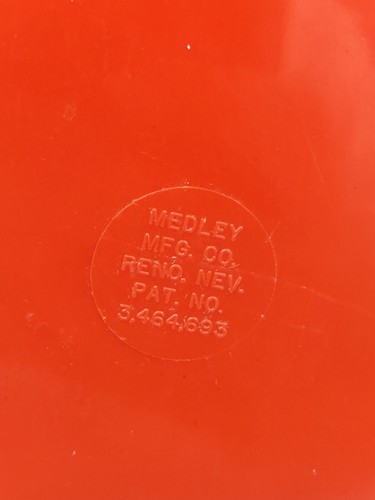 MEDLEY
MFG. CO.
RENO. NEV.
PAT. NO.
3,464,693